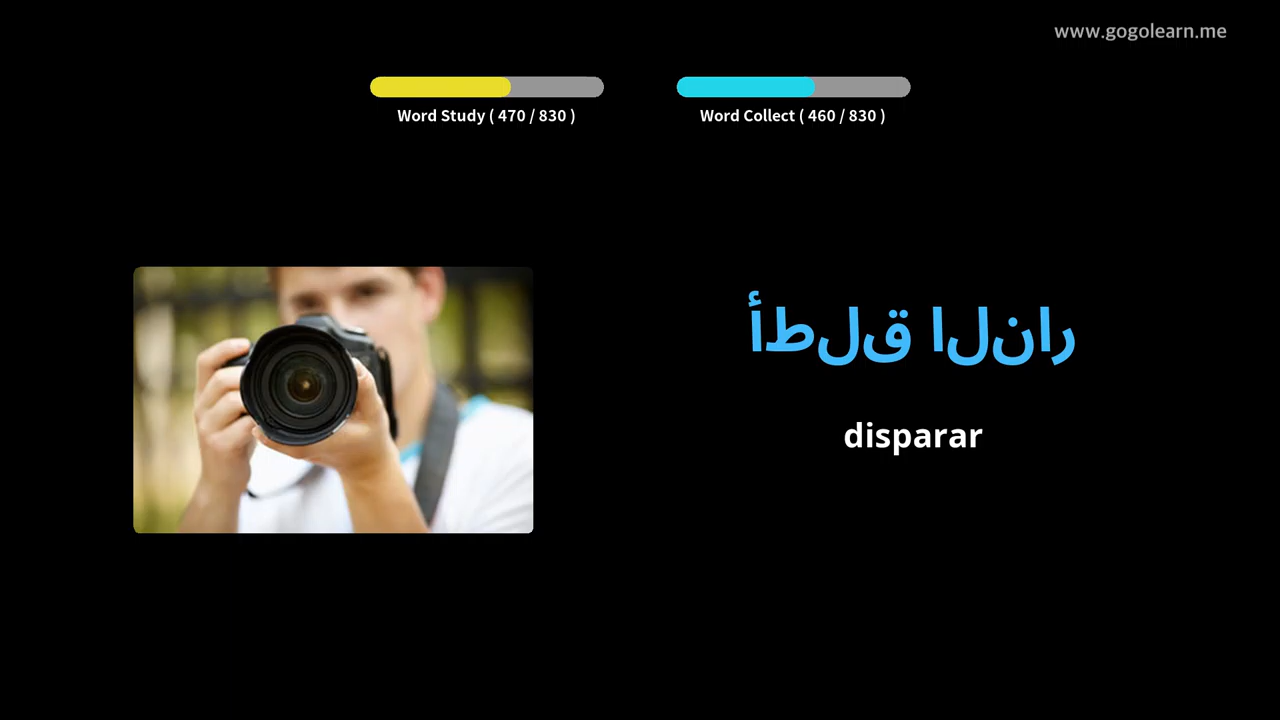 www.gogolearn.me
Word Study ( 470 / 830 )
Word Collect ( 460 / 830 )
أطلق النار
disparar